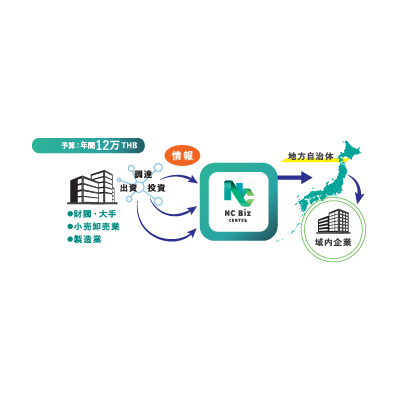 予算：年間12万THB
情報
調達
出資 投資
●財閥・大手
●小売卸売業
●製造業
NC
NC Biz
CENTER
地方自治体
域内企業